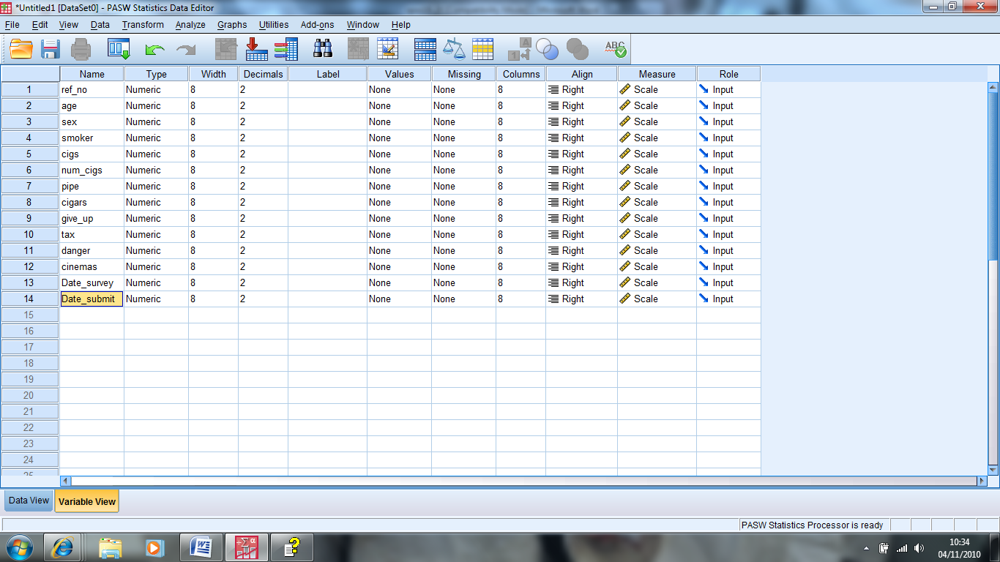 *Untitled1 [DataSet0] - PASW Statistics Data Editor
File Edit View Data Transform Analyze Graphs Utilities Add-ons Window Help
Name Type Width Decimals Label Values Missing Columns Align Measure Role
1 ref_no Numeric 8 2 None None 8 Right Scale Input
2 age Numeric 8 2 None None 8 Right Scale Input
3 sex Numeric 8 2 None None 8 Right Scale Input
4 smoker Numeric 8 2 None None 8 Right Scale Input
5 cigs Numeric 8 2 None None 8 Right Scale Input
6 num_cigs Numeric 8 2 None None 8 Right Scale Input
7 pipe Numeric 8 2 None None 8 Right Scale Input
8 cigars Numeric 8 2 None None 8 Right Scale Input
9 give_up Numeric 8 2 None None 8 Right Scale Input
10 tax Numeric 8 2 None None 8 Right Scale Input
11 danger Numeric 8 2 None None 8 Right Scale Input
12 cinemas Numeric 8 2 None None 8 Right Scale Input
13 Date_survey Numeric 8 2 None None 8 Right Scale Input
14 Date_submit Numeric 8 2 None None 8 Right Scale Input
15
16
17
18
19
20
21
22
23
24
25
Data View Variable View
PASW Statistics Processor is ready
10:34
04/11/2010